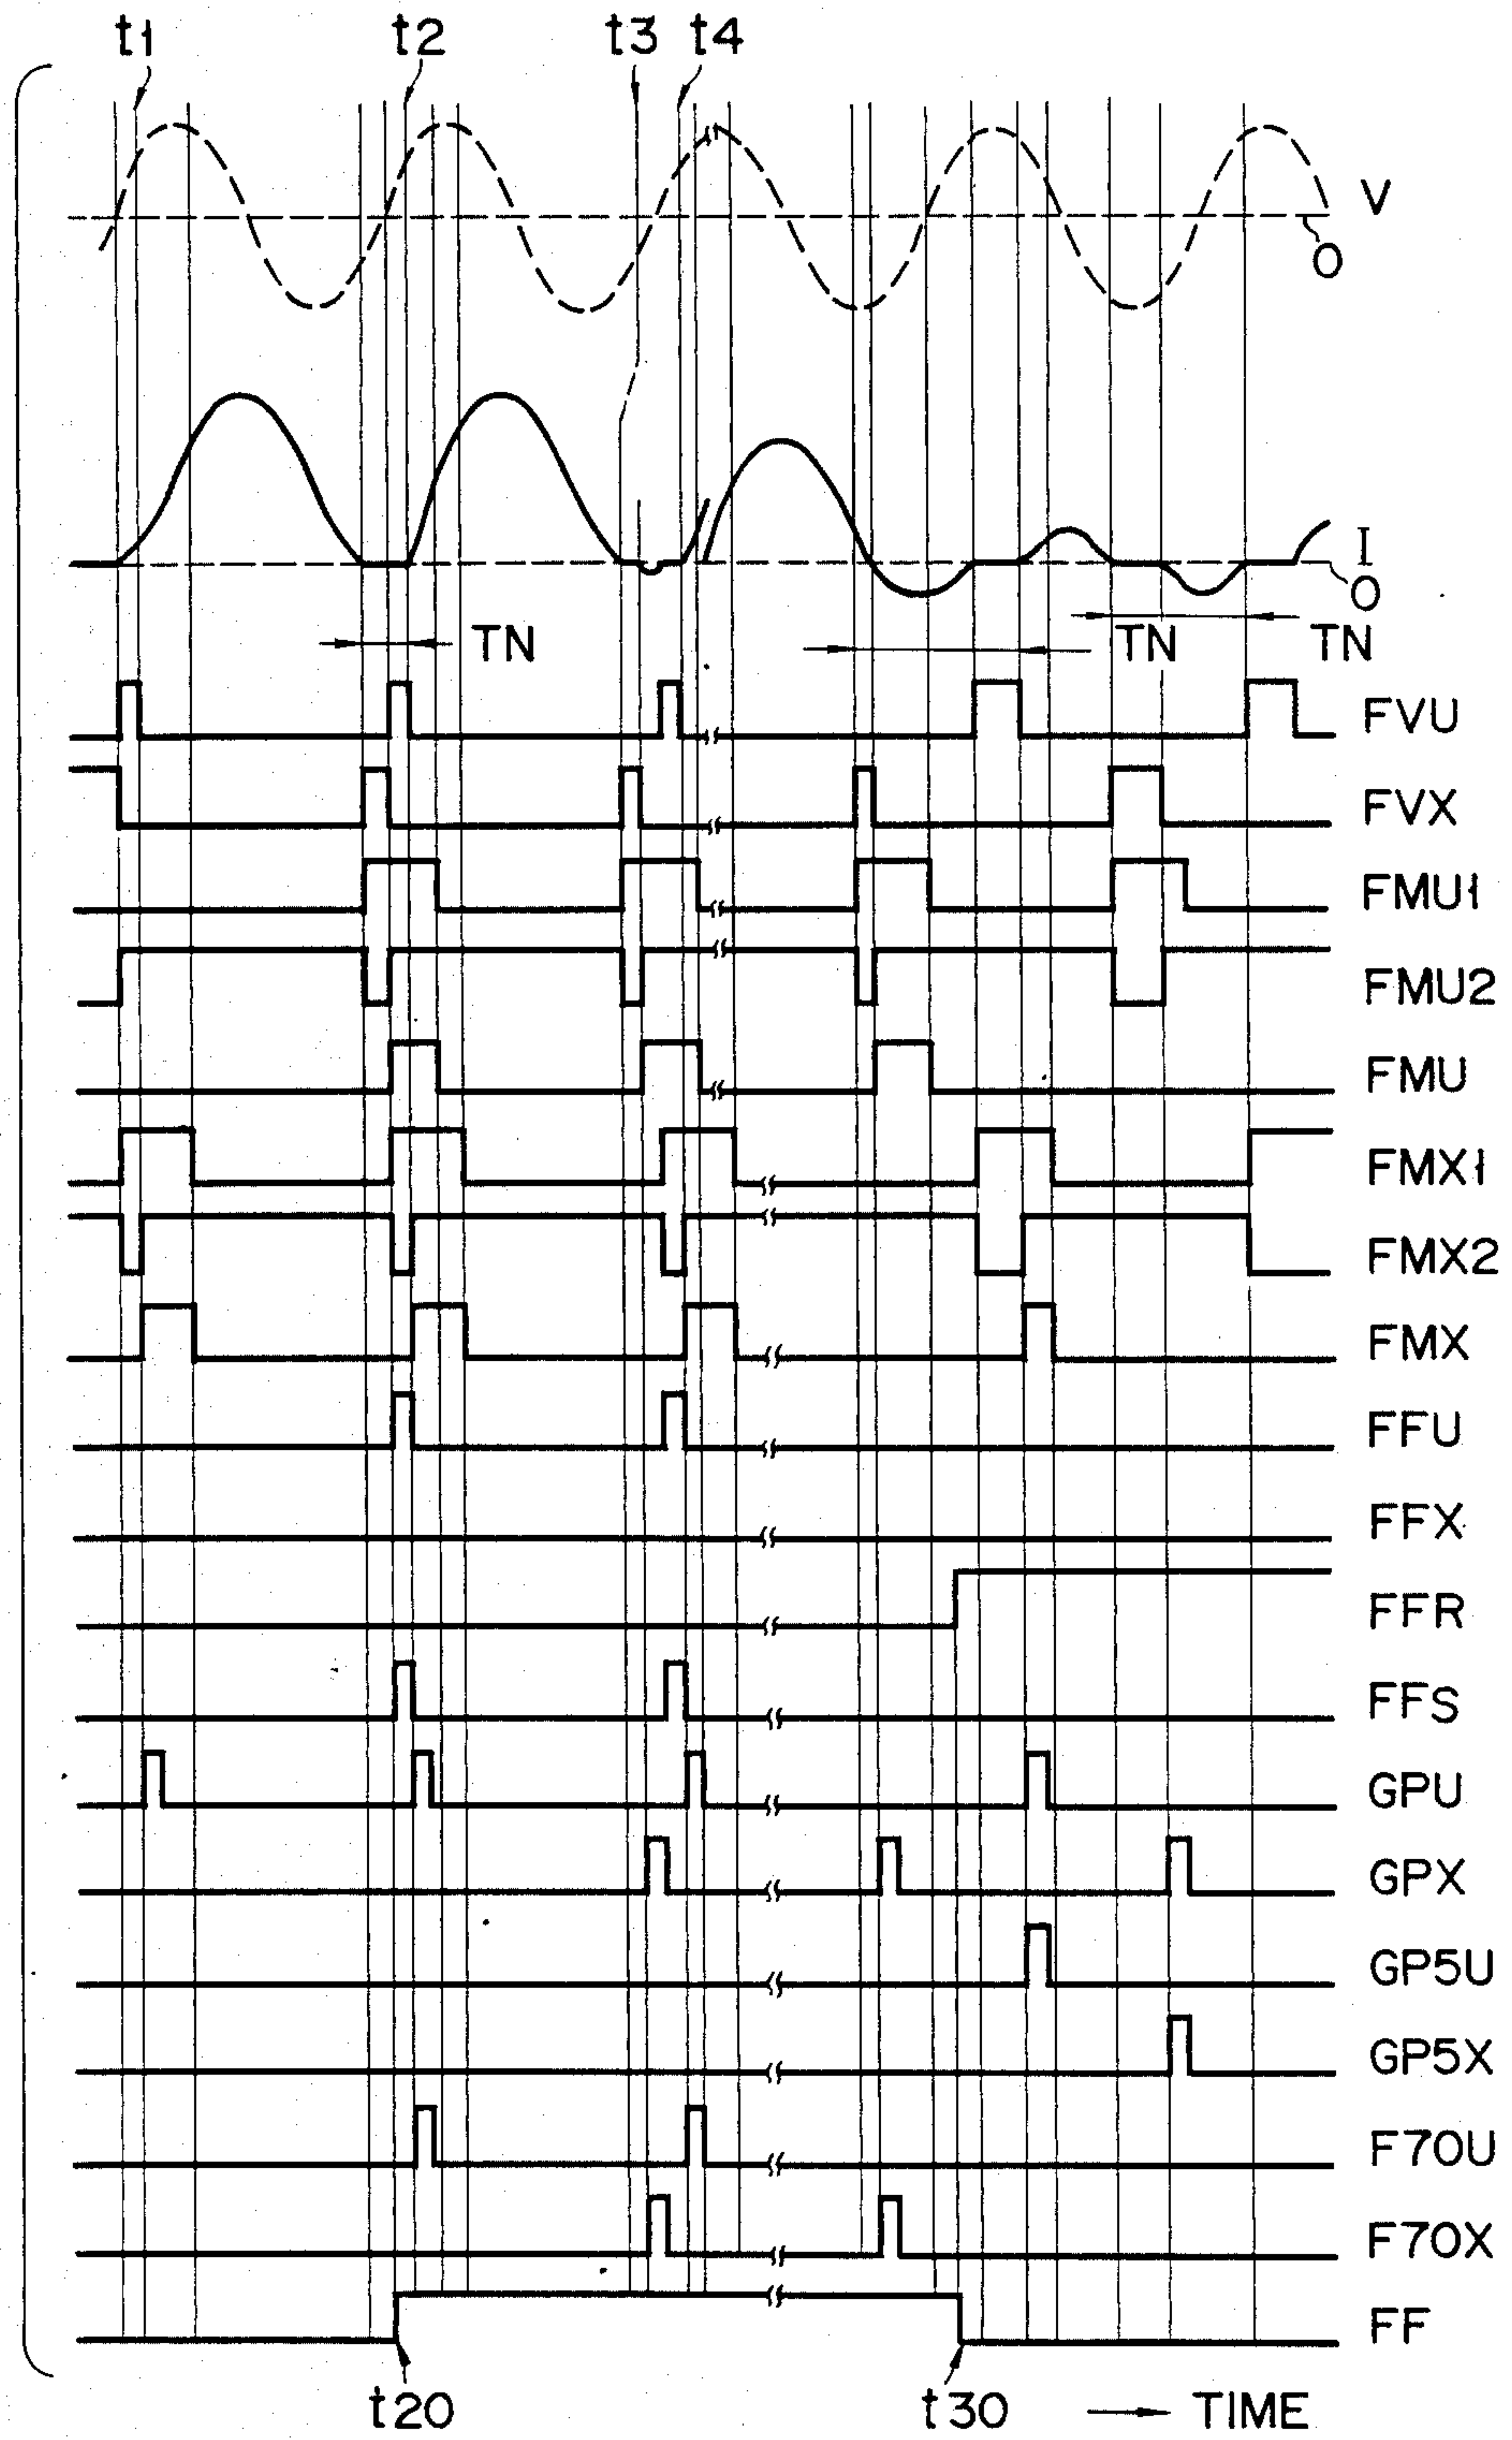 t1 t2 t3 t4
V
O
I
O
TN TN TN
FVU
FVX
FMU1
FMU2
FMU
FMX1
FMX2
FMX
FFU
FFX
FFR
FFS
GPU
GPX
GP5U
GP5X
F70U
F70X
FF
t20 t30 TIME